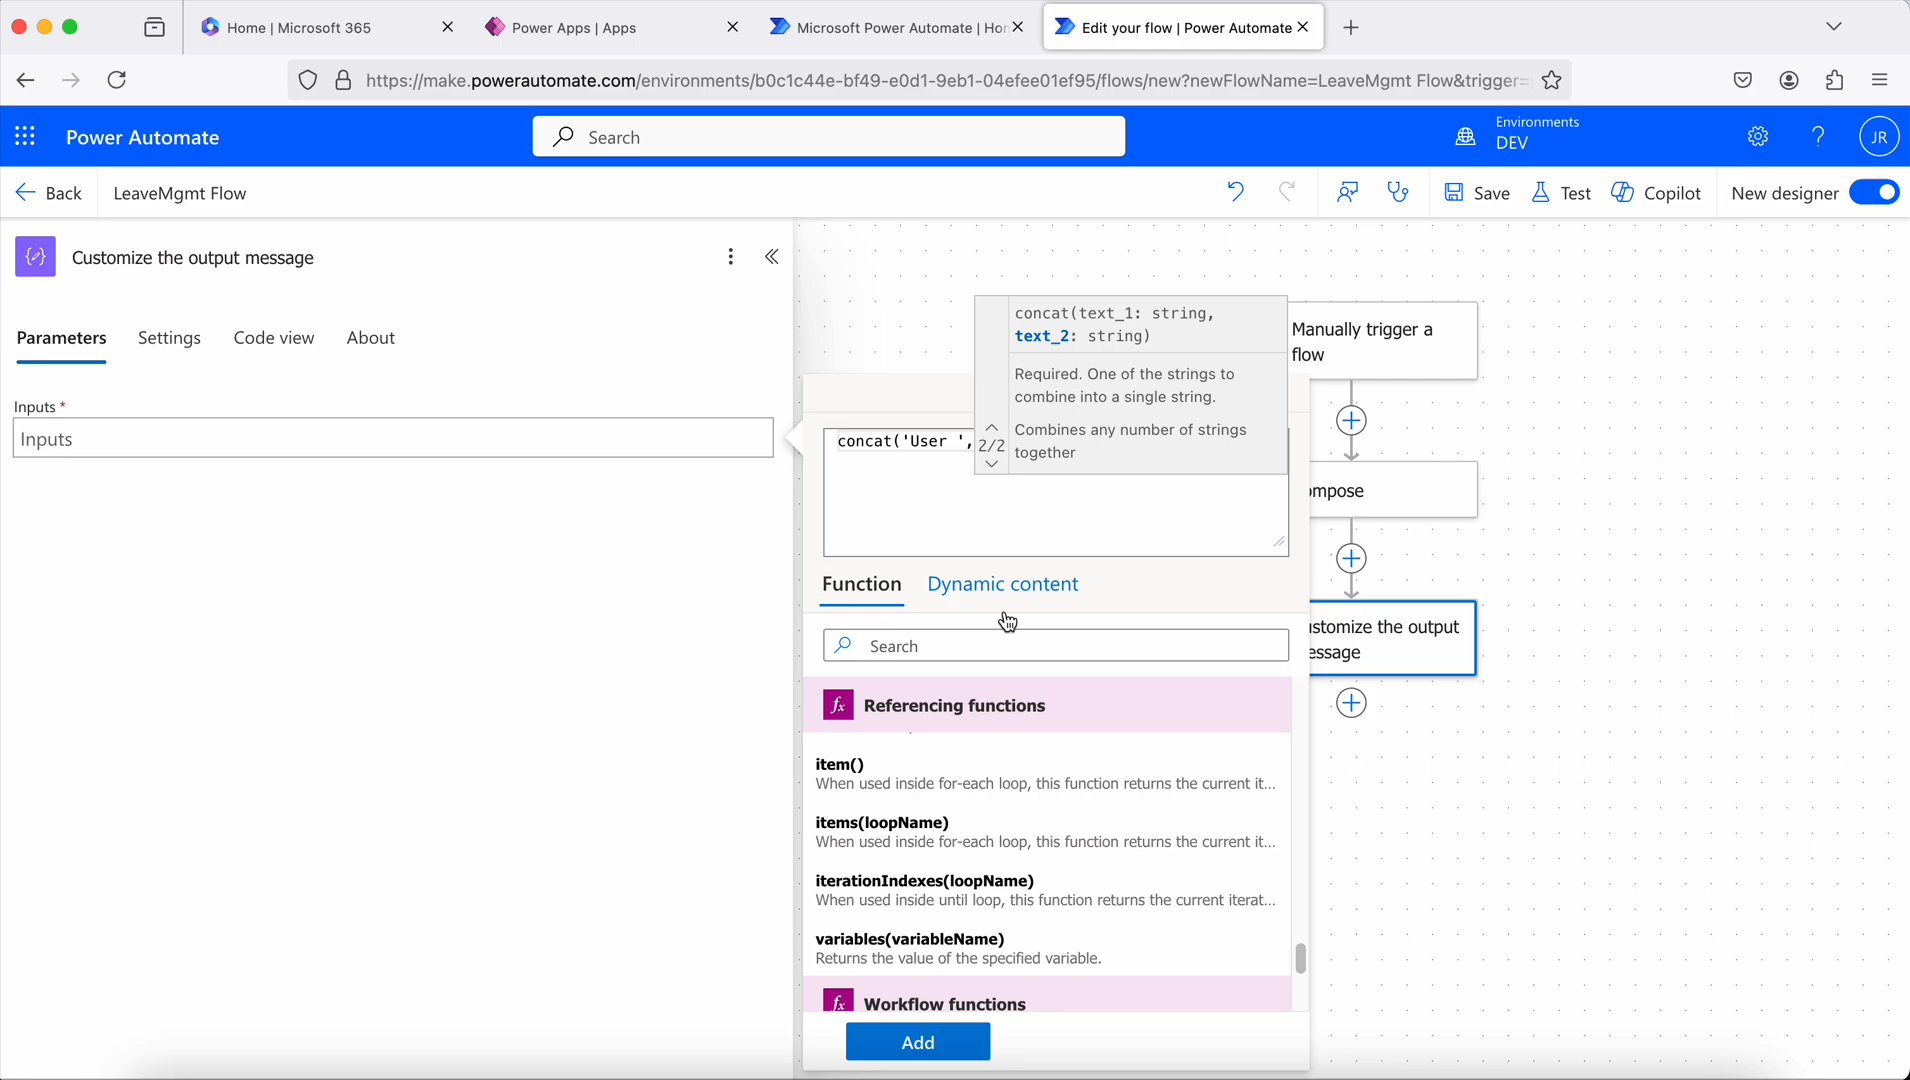 Home | Microsoft 365
Power Apps | Apps
Microsoft Power Automate | Hom
Edit your flow | Power Automate
https://make.powerautomate.com/environments/b0c1c44e-bf49-e0d1-9eb1-04efee01ef95/flows/new?newFlowName=LeaveMgmt Flow&trigger=
Power Automate
Search
Environments
DEV
JR
Back
LeaveMgmt Flow
Save
Test
Copilot
New designer
Customize the output message
Parameters
Settings
Code view
About
Inputs *
Inputs
concat(text_1: string,
text_2: string)
Required. One of the strings to
combine into a single string.
Combines any number of strings
together
2/2
concat('User ',
Function
Dynamic content
Search
fx Referencing functions
item()
When used inside for-each loop, this function returns the current it...
items(loopName)
When used inside for-each loop, this function returns the current it...
iterationIndexes(loopName)
When used inside until loop, this function returns the current iterat...
variables(variableName)
Returns the value of the specified variable.
fx Workflow functions
Add
Manually trigger a
flow
mpose
ustomize the output
essage